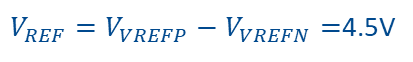 V_REF = V_VREFP − V_VREFN =4.5V